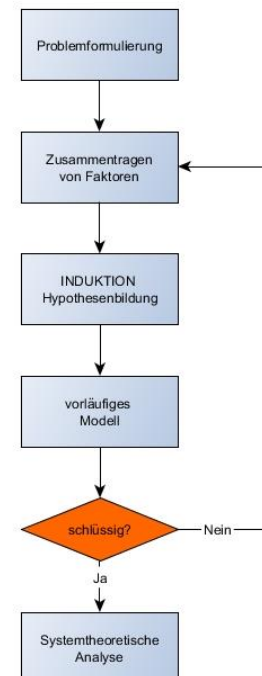 Problemformulierung
Zusammentragen
von Faktoren
INDUKTION
Hypothesenbildung
vorläufiges
Modell
schlüssig?
Nein
Ja
Systemtheoretische
Analyse